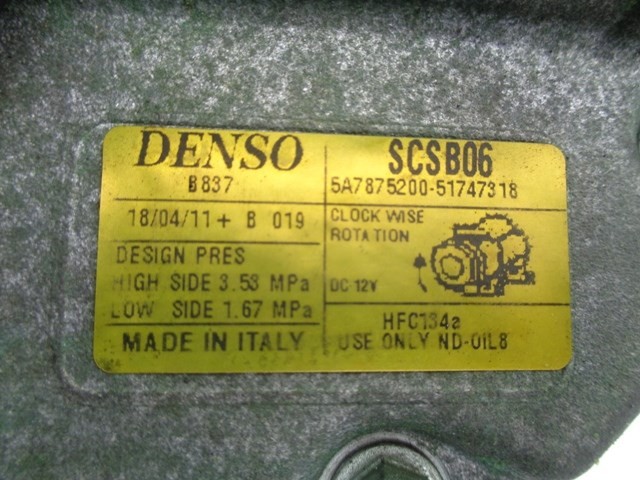 DENSO
B837
18/04/11+ B 019
DESIGN PRES
HIGH SIDE 3.53 MPa
LOW SIDE 1.67 MPa
MADE IN ITALY
SCSB06
5A7875200-51747318
CLOCK WISE
ROTATION
DC 12V
HFC134a
USE ONLY ND-OIL8